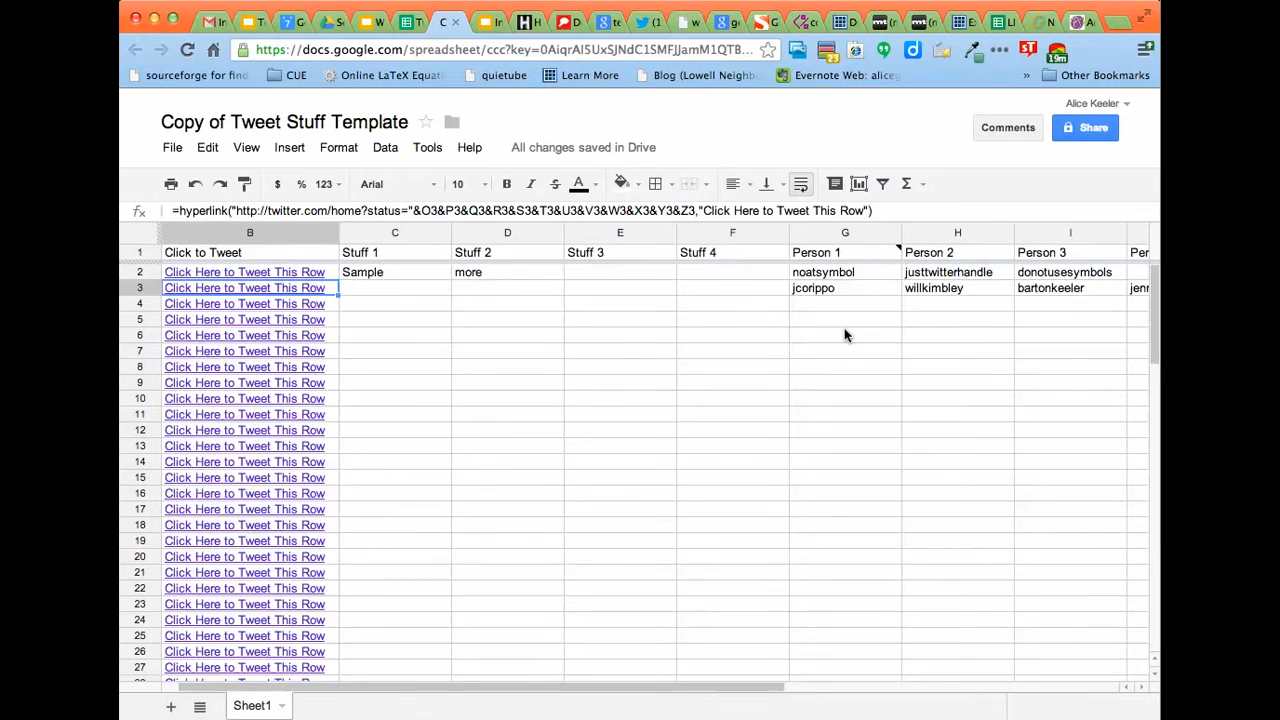 In T 7 G S W T C × In H H D te (1 w g G c D (n (n E Ll N A
https://docs.google.com/spreadsheet/ccc?key=0AiqrAl5UxSJNdC1SMFJJamM1QTB...
sourceforge for find CUE Online LaTeX Equati quietube Learn More Blog (Lowell Neighb Evernote Web: aliceg » Other Bookmarks
Alice Keeler
Copy of Tweet Stuff Template
Comments Share
File Edit View Insert Format Data Tools Help All changes saved in Drive
$ % 123 Arial 10 B I S A Σ
fx =hyperlink("http://twitter.com/home?status="&O3&P3&Q3&R3&S3&T3&U3&V3&W3&X3&Y3&Z3,"Click Here to Tweet This Row")
B C D E F G H I
1 Click to Tweet Stuff 1 Stuff 2 Stuff 3 Stuff 4 Person 1 Person 2 Person 3 Per
2 Click Here to Tweet This Row Sample more noatsymbol justtwitterhandle donotusesymbols
3 Click Here to Tweet This Row jcorippo willkimbley bartonkeeler jenr
4 Click Here to Tweet This Row
5 Click Here to Tweet This Row
6 Click Here to Tweet This Row
7 Click Here to Tweet This Row
8 Click Here to Tweet This Row
9 Click Here to Tweet This Row
10 Click Here to Tweet This Row
11 Click Here to Tweet This Row
12 Click Here to Tweet This Row
13 Click Here to Tweet This Row
14 Click Here to Tweet This Row
15 Click Here to Tweet This Row
16 Click Here to Tweet This Row
17 Click Here to Tweet This Row
18 Click Here to Tweet This Row
19 Click Here to Tweet This Row
20 Click Here to Tweet This Row
21 Click Here to Tweet This Row
22 Click Here to Tweet This Row
23 Click Here to Tweet This Row
24 Click Here to Tweet This Row
25 Click Here to Tweet This Row
26 Click Here to Tweet This Row
27 Click Here to Tweet This Row
Sheet1